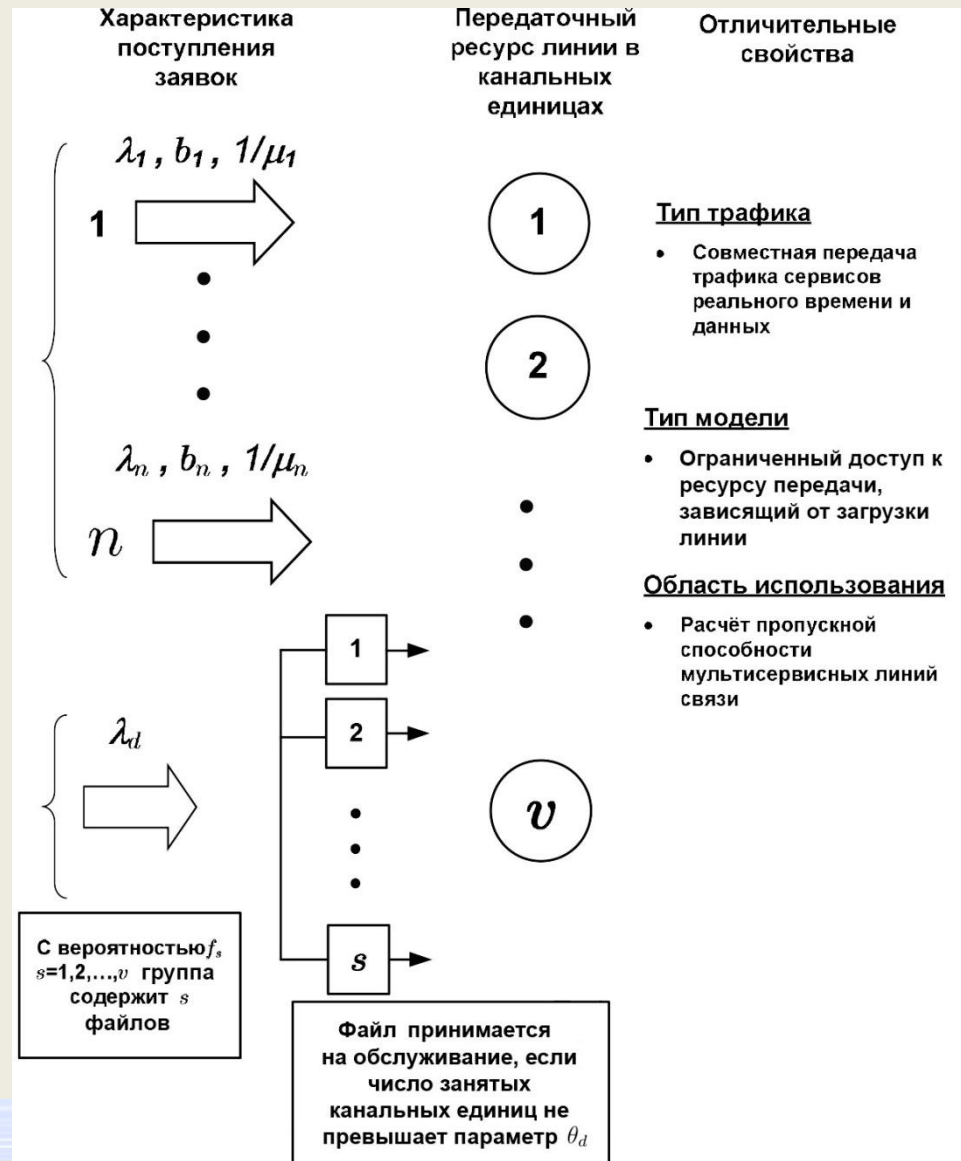 Характеристика
поступления
заявок
Передаточный
ресурс линии в
канальных
единицах
Отличительные
свойства
λ₁ , b₁ , 1/μ₁
1
λₙ , bₙ , 1/μₙ
n
1
2
v
Тип трафика
• Совместная передача
трафика сервисов
реального времени и
данных
Тип модели
• Ограниченный доступ к
ресурсу передачи,
зависящий от загрузки
линии
Область использования
• Расчёт пропускной
способности
мультисервисных линий
связи
λ_d
1
2
s
С вероятностью f_s
s=1,2,...,v группа
содержит s
файлов
Файл принимается
на обслуживание, если
число занятых
канальных единиц не
превышает параметр θ_d